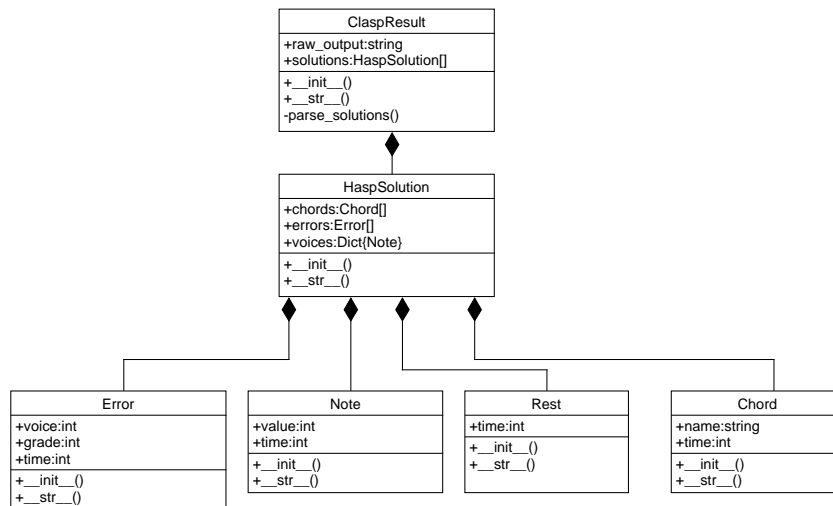 ClaspResult
+raw_output:string
+solutions:HaspSolution[]
+__init__()
+__str__()
-parse_solutions()
HaspSolution
+chords:Chord[]
+errors:Error[]
+voices:Dict{Note}
+__init__()
+__str__()
Error
+voice:int
+grade:int
+time:int
+__init__()
+__str__()
Note
+value:int
+time:int
+__init__()
+__str__()
Rest
+time:int
+__init__()
+__str__()
Chord
+name:string
+time:int
+__init__()
+__str__()